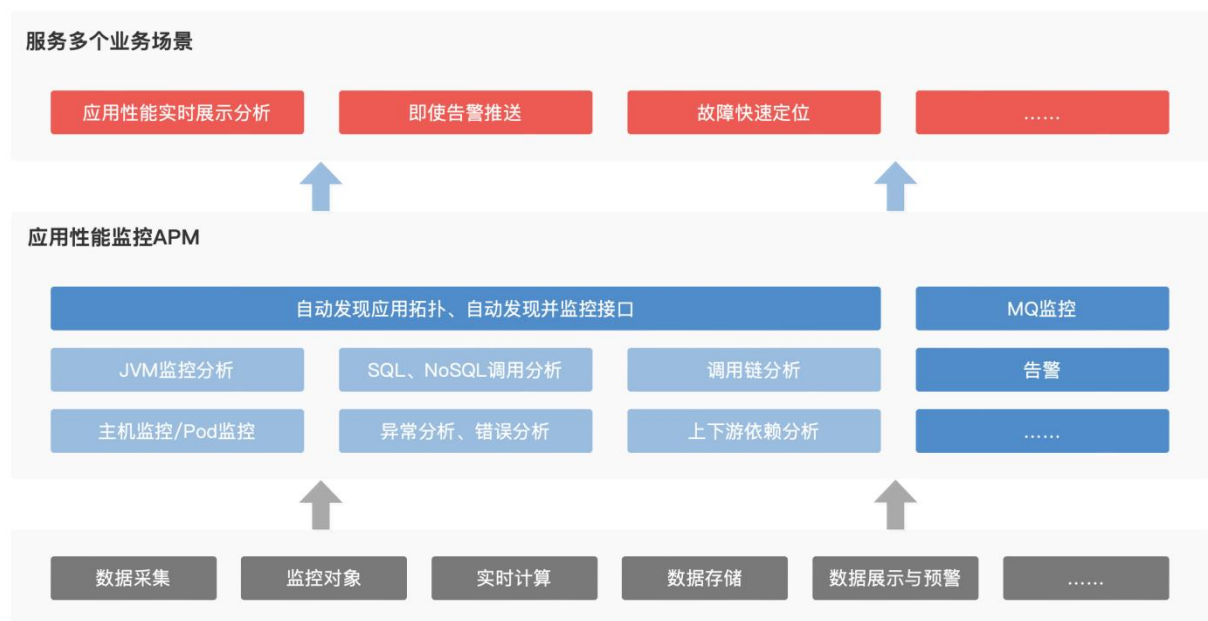 服务多个业务场景
应用性能实时展示分析
即使告警推送
故障快速定位
……
应用性能监控APM
自动发现应用拓扑、自动发现并监控接口
MQ监控
JVM监控分析
SQL、NoSQL调用分析
调用链分析
告警
主机监控/Pod监控
异常分析、错误分析
上下游依赖分析
……
数据采集
监控对象
实时计算
数据存储
数据展示与预警
……